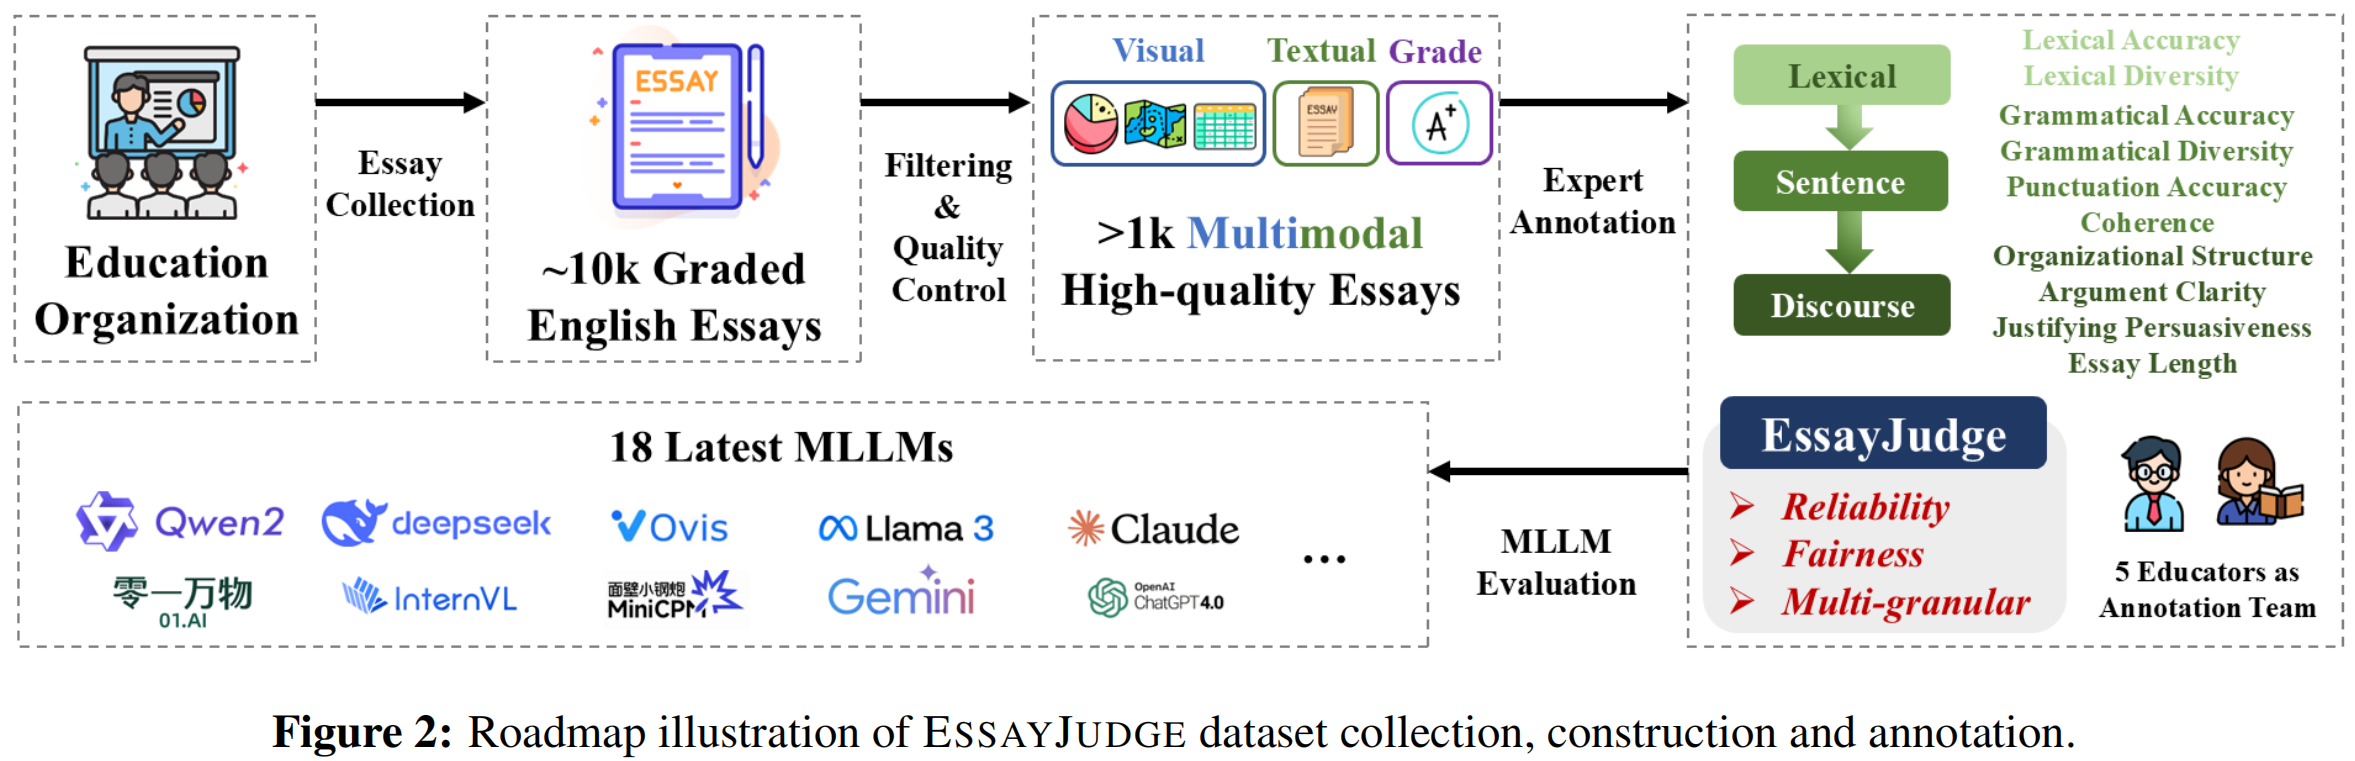 Education
Organization
Essay
Collection
ESSAY
~10k Graded
English Essays
Filtering
&
Quality
Control
Visual Textual Grade
ESSAY
A+
>1k Multimodal
High-quality Essays
Expert
Annotation
Lexical
Sentence
Discourse
Lexical Accuracy
Lexical Diversity
Grammatical Accuracy
Grammatical Diversity
Punctuation Accuracy
Coherence
Organizational Structure
Argument Clarity
Justifying Persuasiveness
Essay Length
EssayJudge
Reliability
Fairness
Multi-granular
5 Educators as
Annotation Team
MLLM
Evaluation
18 Latest MLLMs
Qwen2 deepseek Ovis Llama 3 Claude
...
零一万物
01.AI
InternVL
面壁小钢炮
MiniCPM
Gemini
OpenAI
ChatGPT4.0
Figure 2: Roadmap illustration of ESSAYJUDGE dataset collection, construction and annotation.